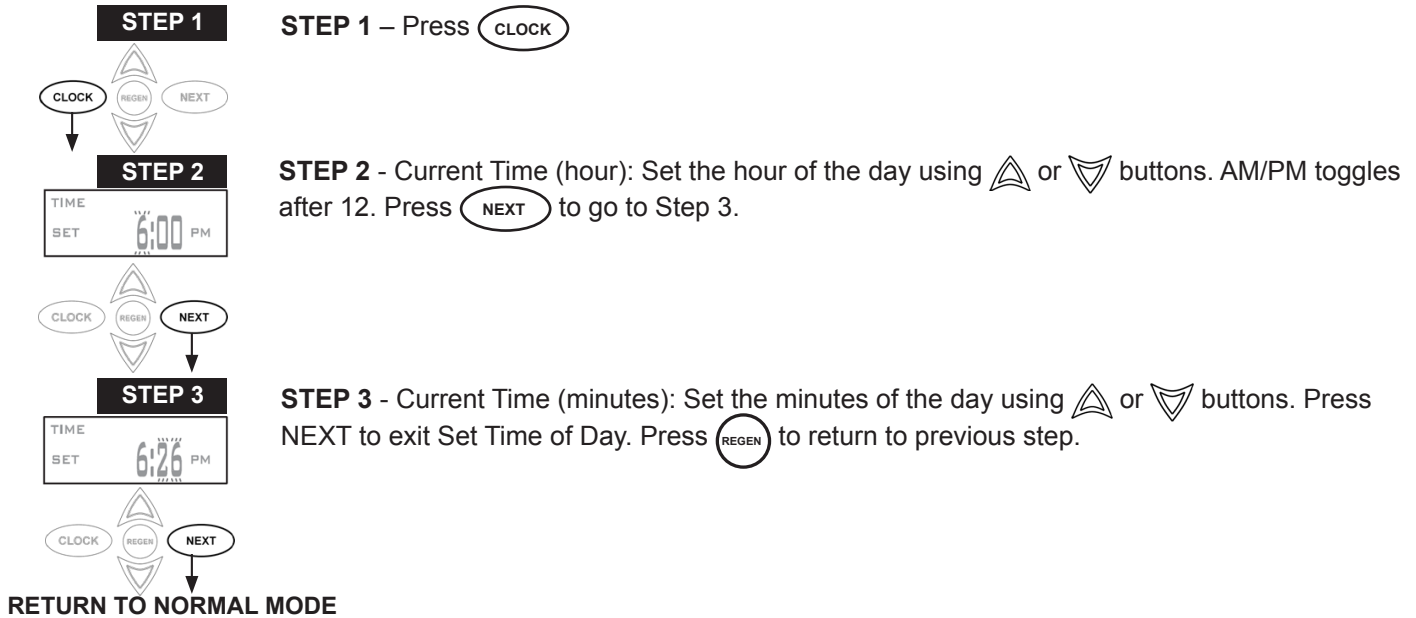 STEP 1
STEP 1 – Press CLOCK
CLOCK REGEN NEXT
STEP 2
STEP 2 - Current Time (hour): Set the hour of the day using or buttons. AM/PM toggles
after 12. Press NEXT to go to Step 3.
TIME
SET 6:00 PM
CLOCK REGEN NEXT
STEP 3
STEP 3 - Current Time (minutes): Set the minutes of the day using or buttons. Press
NEXT to exit Set Time of Day. Press REGEN to return to previous step.
TIME
SET 6:26 PM
CLOCK REGEN NEXT
RETURN TO NORMAL MODE